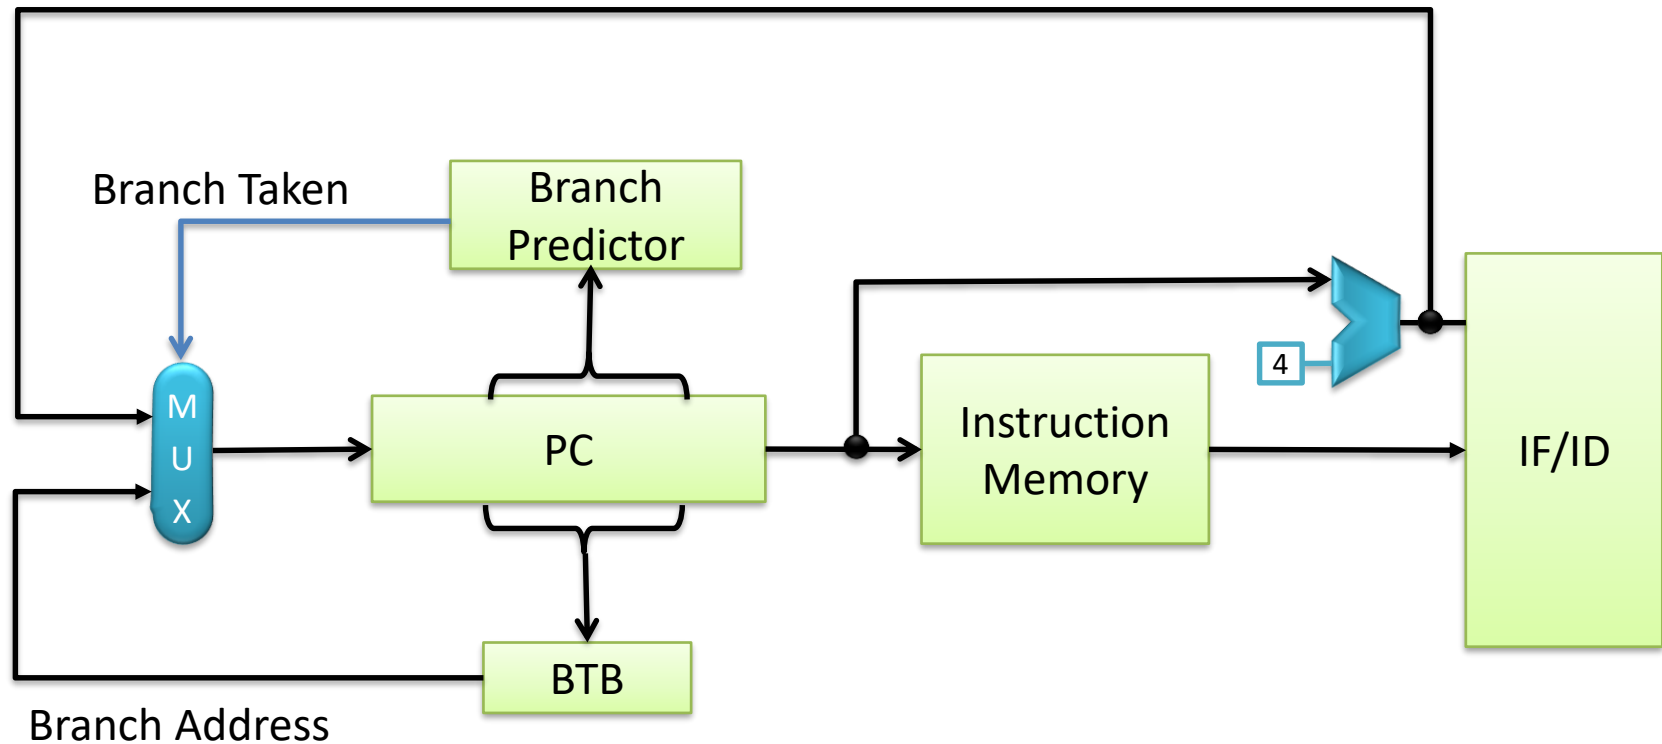 Branch Taken
Branch
Predictor
4
M
U
X
PC
Instruction
Memory
IF/ID
BTB
Branch Address